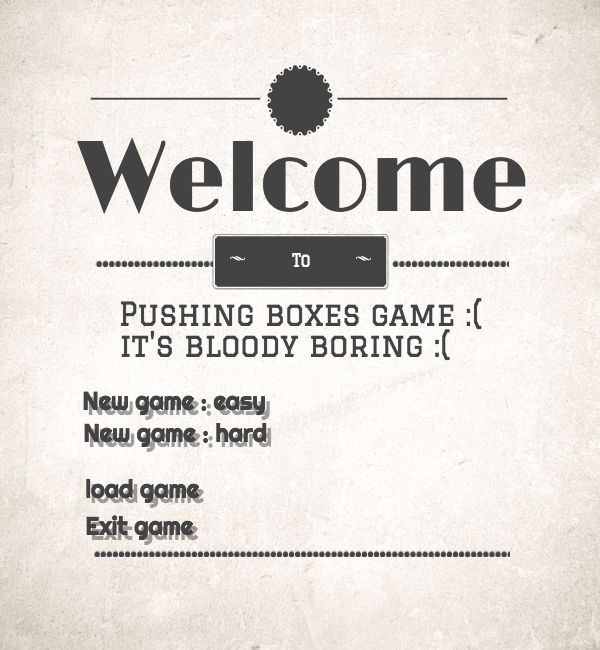 Welcome
To
Pushing boxes game :(
it's bloody boring :(
New game : easy
New game : hard
load game
Exit game